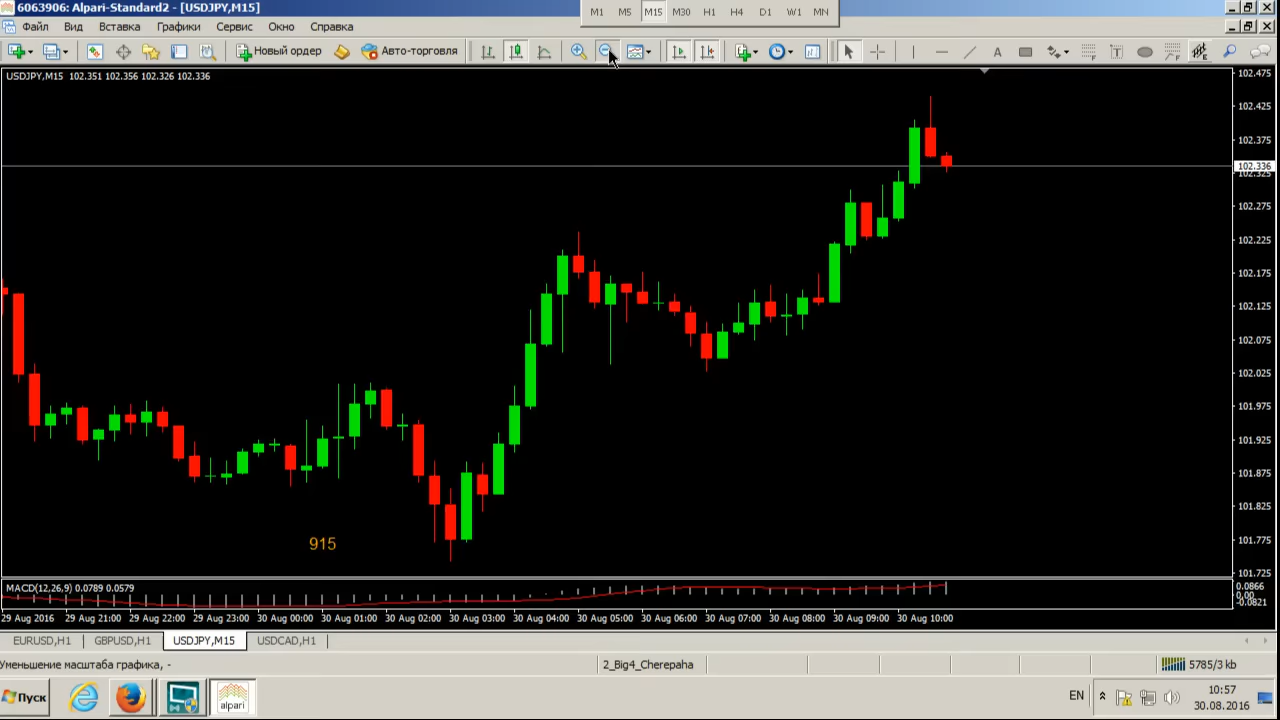 6063906: Alpari-Standard2 - [USDJPY,M15]
M1 M5 M15 M30 H1 H4 D1 W1 MN
Файл Вид Вставка Графики Сервис Окно Справка
Новый ордер Авто-торговля
USDJPY,M15 102.351 102.356 102.326 102.336
102.475
102.425
102.375
102.336
102.325
102.275
102.225
102.175
102.125
102.075
102.025
101.975
101.925
101.875
101.825
101.775
101.725
915
MACD(12,26,9) 0.0789 0.0579
0.0866
0.00
-0.0821
29 Aug 2016 29 Aug 21:00 29 Aug 22:00 29 Aug 23:00 30 Aug 00:00 30 Aug 01:00 30 Aug 02:00 30 Aug 03:00 30 Aug 04:00 30 Aug 05:00 30 Aug 06:00 30 Aug 07:00 30 Aug 08:00 30 Aug 09:00 30 Aug 10:00
EURUSD,H1 GBPUSD,H1 USDJPY,M15 USDCAD,H1
Уменьшение масштаба графика, - 2_Big4_Cherepaha 5785/3 kb
Пуск alpari EN 10:57
30.08.2016